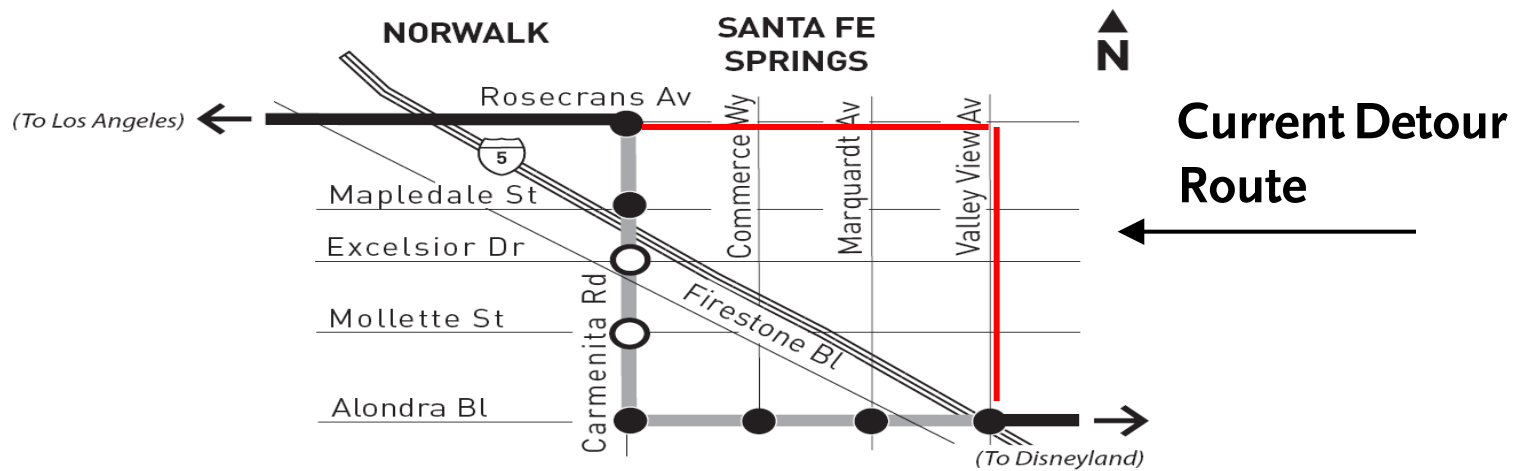 NORWALK
SANTA FE
SPRINGS
N
Rosecrans Av
(To Los Angeles)
Current Detour
Route
5
Mapledale St
Commerce Wy
Marquardt Av
Valley View Av
Excelsior Dr
Carmenita Rd
Firestone Bl
Mollette St
Alondra Bl
(To Disneyland)